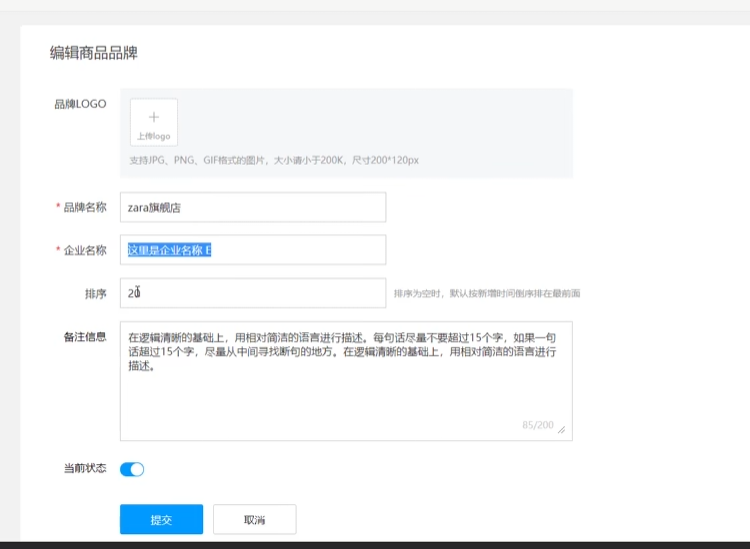 编辑商品品牌
品牌LOGO
上传logo
支持JPG、PNG、GIF格式的图片，大小请小于200K，尺寸200*120px
* 品牌名称
zara旗舰店
* 企业名称
这里是企业名称 E
排序
20
排序为空时，默认按新增时间倒序排在最前面
备注信息
在逻辑清晰的基础上，用相对简洁的语言进行描述。每句话尽量不要超过15个字，如果一句
话超过15个字，尽量从中间寻找断句的地方。在逻辑清晰的基础上，用相对简洁的语言进行
描述。
85/200
当前状态
提交
取消